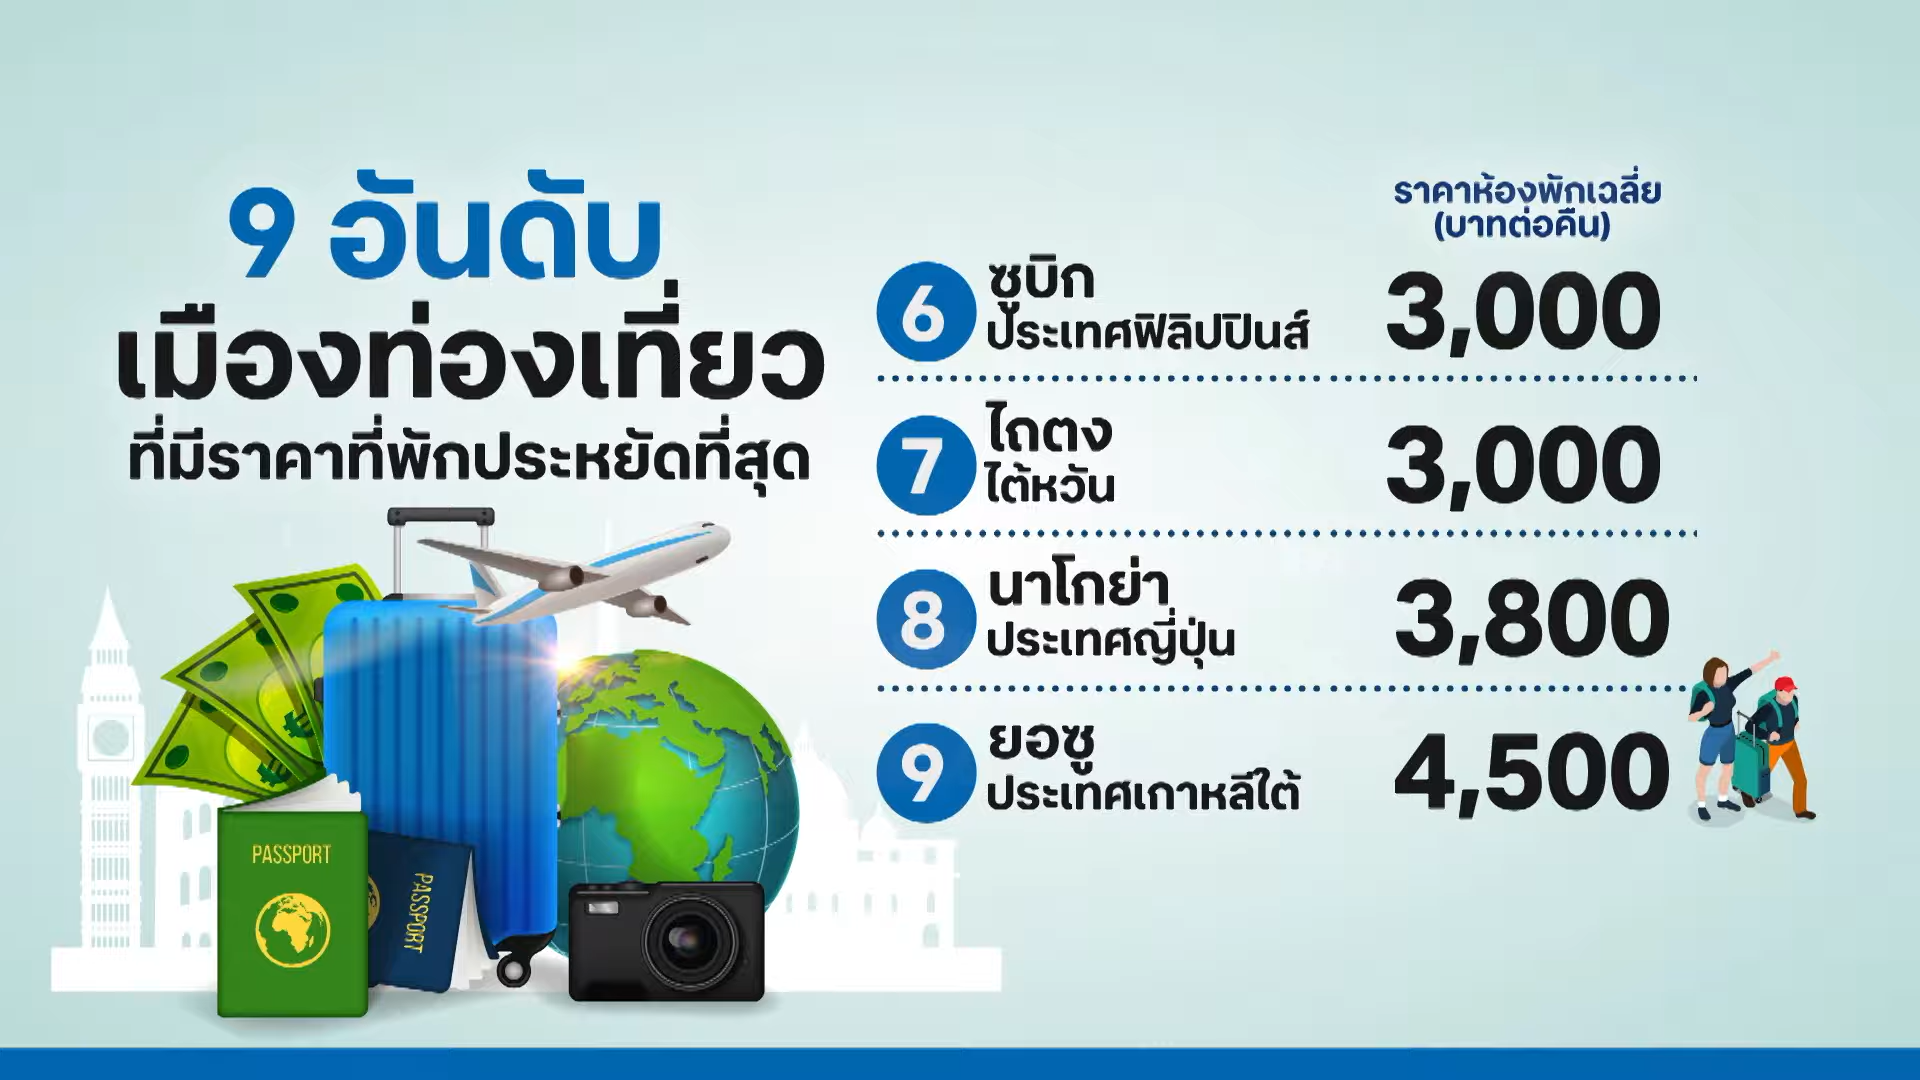 9 อันดับ
เมืองท่องเที่ยว
ที่มีราคาที่พักประหยัดที่สุด
ราคาห้องพักเฉลี่ย
(บาทต่อคืน)
6 ซูบิก
ประเทศฟิลิปปินส์ 3,000
7 ไถตง
ไต้หวัน 3,000
8 นาโกย่า
ประเทศญี่ปุ่น 3,800
9 ยอซู
ประเทศเกาหลีใต้ 4,500
PASSPORT
PASSPORT